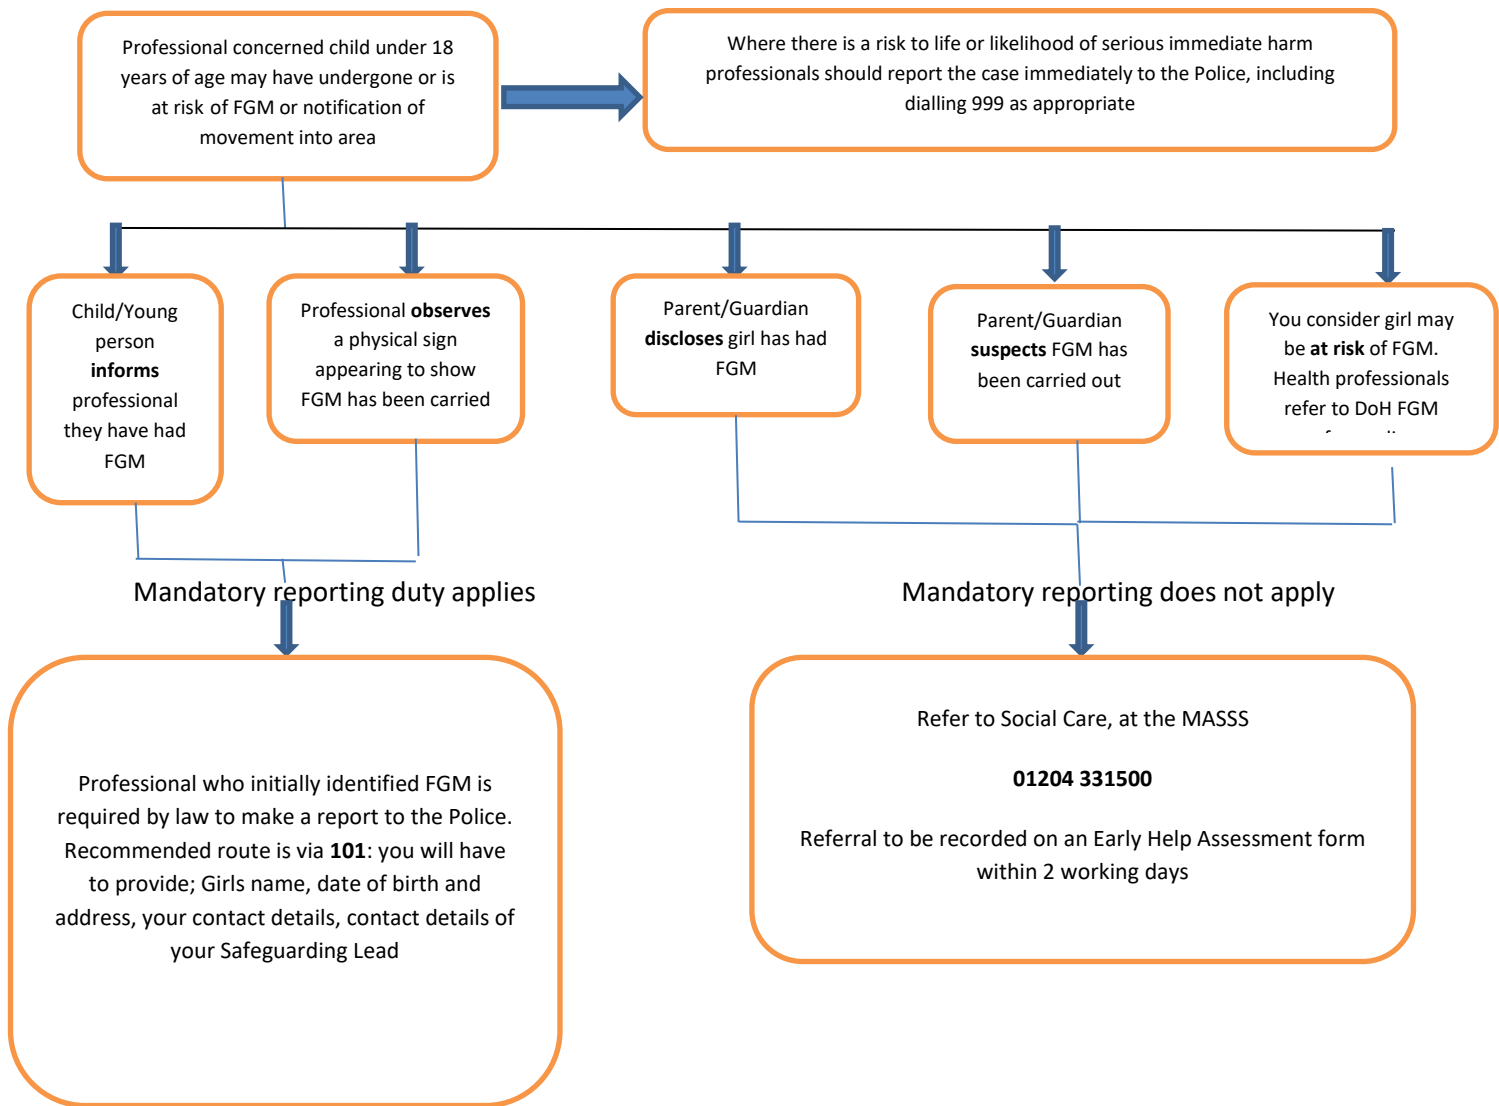 Professional concerned child under 18
years of age may have undergone or is
at risk of FGM or notification of
movement into area
Where there is a risk to life or likelihood of serious immediate harm
professionals should report the case immediately to the Police, including
dialling 999 as appropriate
Child/Young
person
informs
professional
they have had
FGM
Professional observes
a physical sign
appearing to show
FGM has been carried
Parent/Guardian
discloses girl has had
FGM
Parent/Guardian
suspects FGM has
been carried out
You consider girl may
be at risk of FGM.
Health professionals
refer to DoH FGM
Mandatory reporting duty applies
Mandatory reporting does not apply
Professional who initially identified FGM is
required by law to make a report to the Police.
Recommended route is via 101: you will have
to provide; Girls name, date of birth and
address, your contact details, contact details of
your Safeguarding Lead
Refer to Social Care, at the MASSS
01204 331500
Referral to be recorded on an Early Help Assessment form
within 2 working days